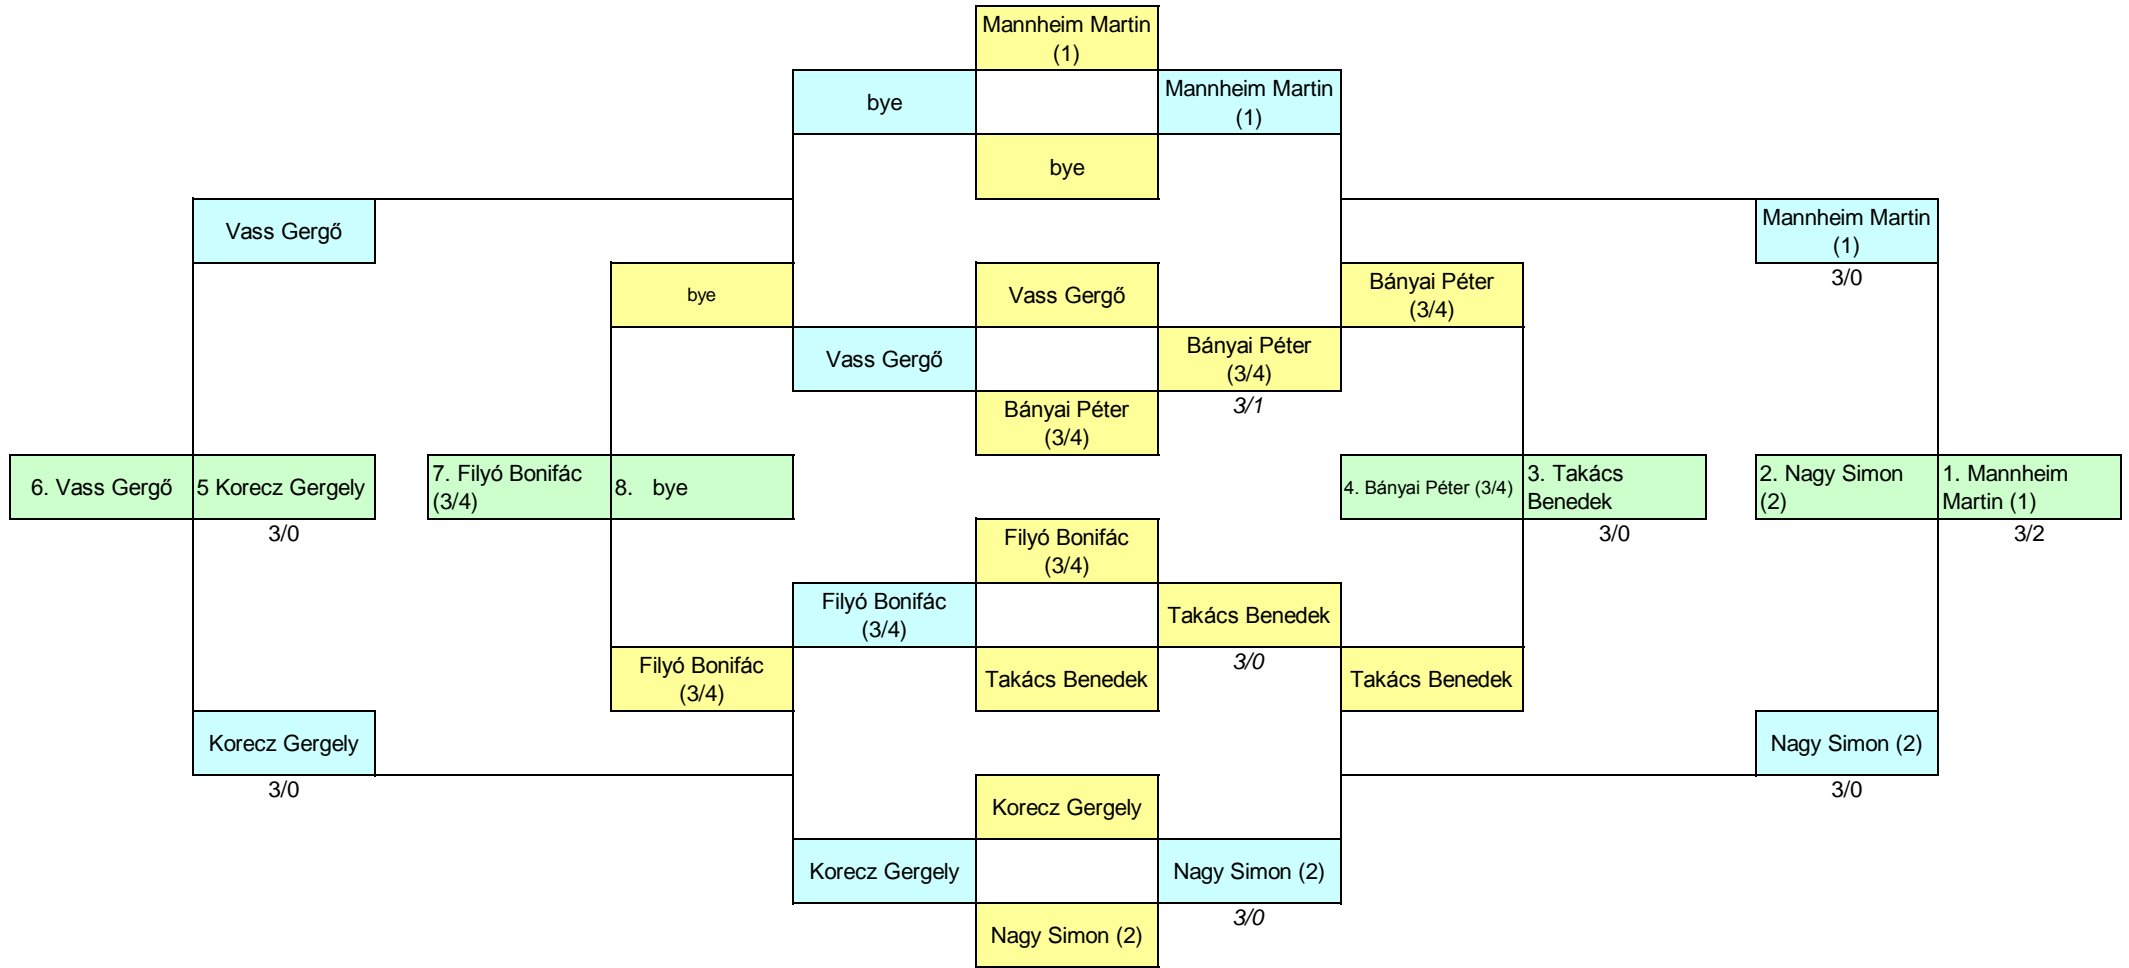 Mannheim Martin
(1)
bye
Mannheim Martin
(1)
bye
Vass Gergő
Mannheim Martin
(1)
3/0
bye
Vass Gergő
Bányai Péter
(3/4)
Vass Gergő
Bányai Péter
(3/4)
3/1
Bányai Péter
(3/4)
6. Vass Gergő
5 Korecz Gergely
3/0
7. Filyó Bonifác
(3/4)
8. bye
4. Bányai Péter (3/4)
3. Takács
Benedek
3/0
2. Nagy Simon
(2)
1. Mannheim
Martin (1)
3/2
Filyó Bonifác
(3/4)
Filyó Bonifác
(3/4)
Takács Benedek
3/0
Filyó Bonifác
(3/4)
Takács Benedek
Takács Benedek
Korecz Gergely
3/0
Nagy Simon (2)
3/0
Korecz Gergely
Korecz Gergely
Nagy Simon (2)
3/0
Nagy Simon (2)